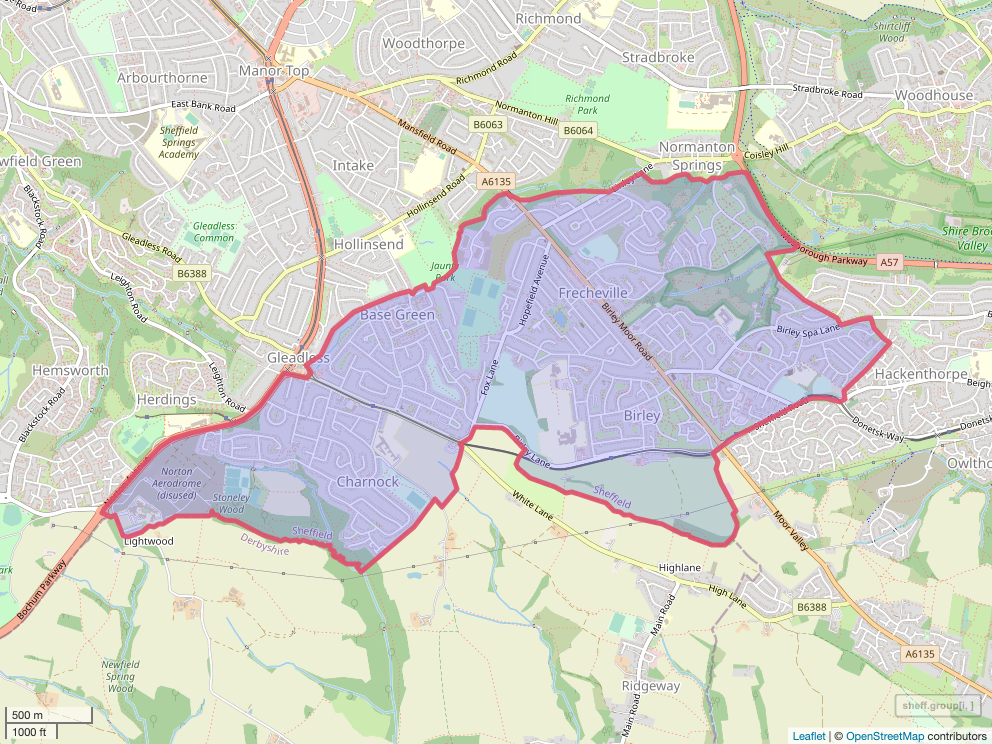 Richmond
Woodthorpe
Stradbroke
Shirtcliff
Wood
Arbourthorne
Manor Top
Richmond Road
Stradbroke Road
Woodhouse
East Bank Road
Richmond
Park
Normanton Hill
Sheffield
Springs
Academy
Mansfield Road
B6063
B6064
Normanton
Springs
Coisley Hill
wfield Green
Intake
A6135
Blackstock Road
Hollinsend Road
Gleadless
Common
Gleadless Road
Hollinsend
Shire Bro
Valley
B6388
orough Parkway
A57
Leighton Road
Jaun
Park
Hopefield Avenue
Frecheville
Base Green
Birley Moor Road
Birley Spa Lane
Gleadless
Hemsworth
Leighton Road
Fox Lane
Hackenthorpe
Beigh
Blackstock Road
Herdings
Birley
Sheffield
Donetsk Way
Donetsk
Birley Lane
Owltho
Norton
Aerodrome
(disused)
Charnock
Stoneley
Wood
White Lane
Sheffield
Sheffield
Derbyshire
Moor Valley
Lightwood
ark
Bochum Parkway
Highlane
High Lane
B6388
Main Road
A6135
Newfield
Spring
Wood
Ridgeway
Main Road
500 m
1000 ft
sheff.group[i, ]
Leaflet | © OpenStreetMap contributors